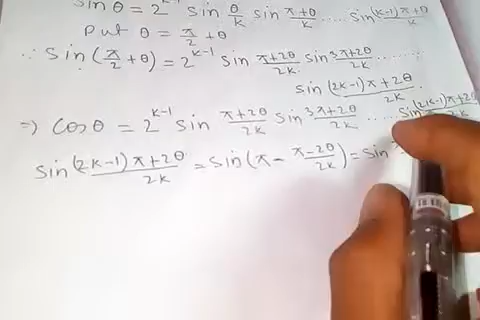 sin θ = 2^{k-1} sin θ/k sin (π+θ)/k ..... sin ((k-1)π+θ)/k
put θ = π/2 + θ
∵ sin(π/2 + θ) = 2^{k-1} sin (π+2θ)/2k sin (3π+2θ)/2k ........
sin ((2k-1)π+2θ)/2k
⇒ cosθ = 2^{k-1} sin (π+2θ)/2k sin (3π+2θ)/2k ...... sin ((2k-1)π+2θ)/2k
sin ((2k-1)π+2θ)/2k = sin(π - (π-2θ)/2k) = sin